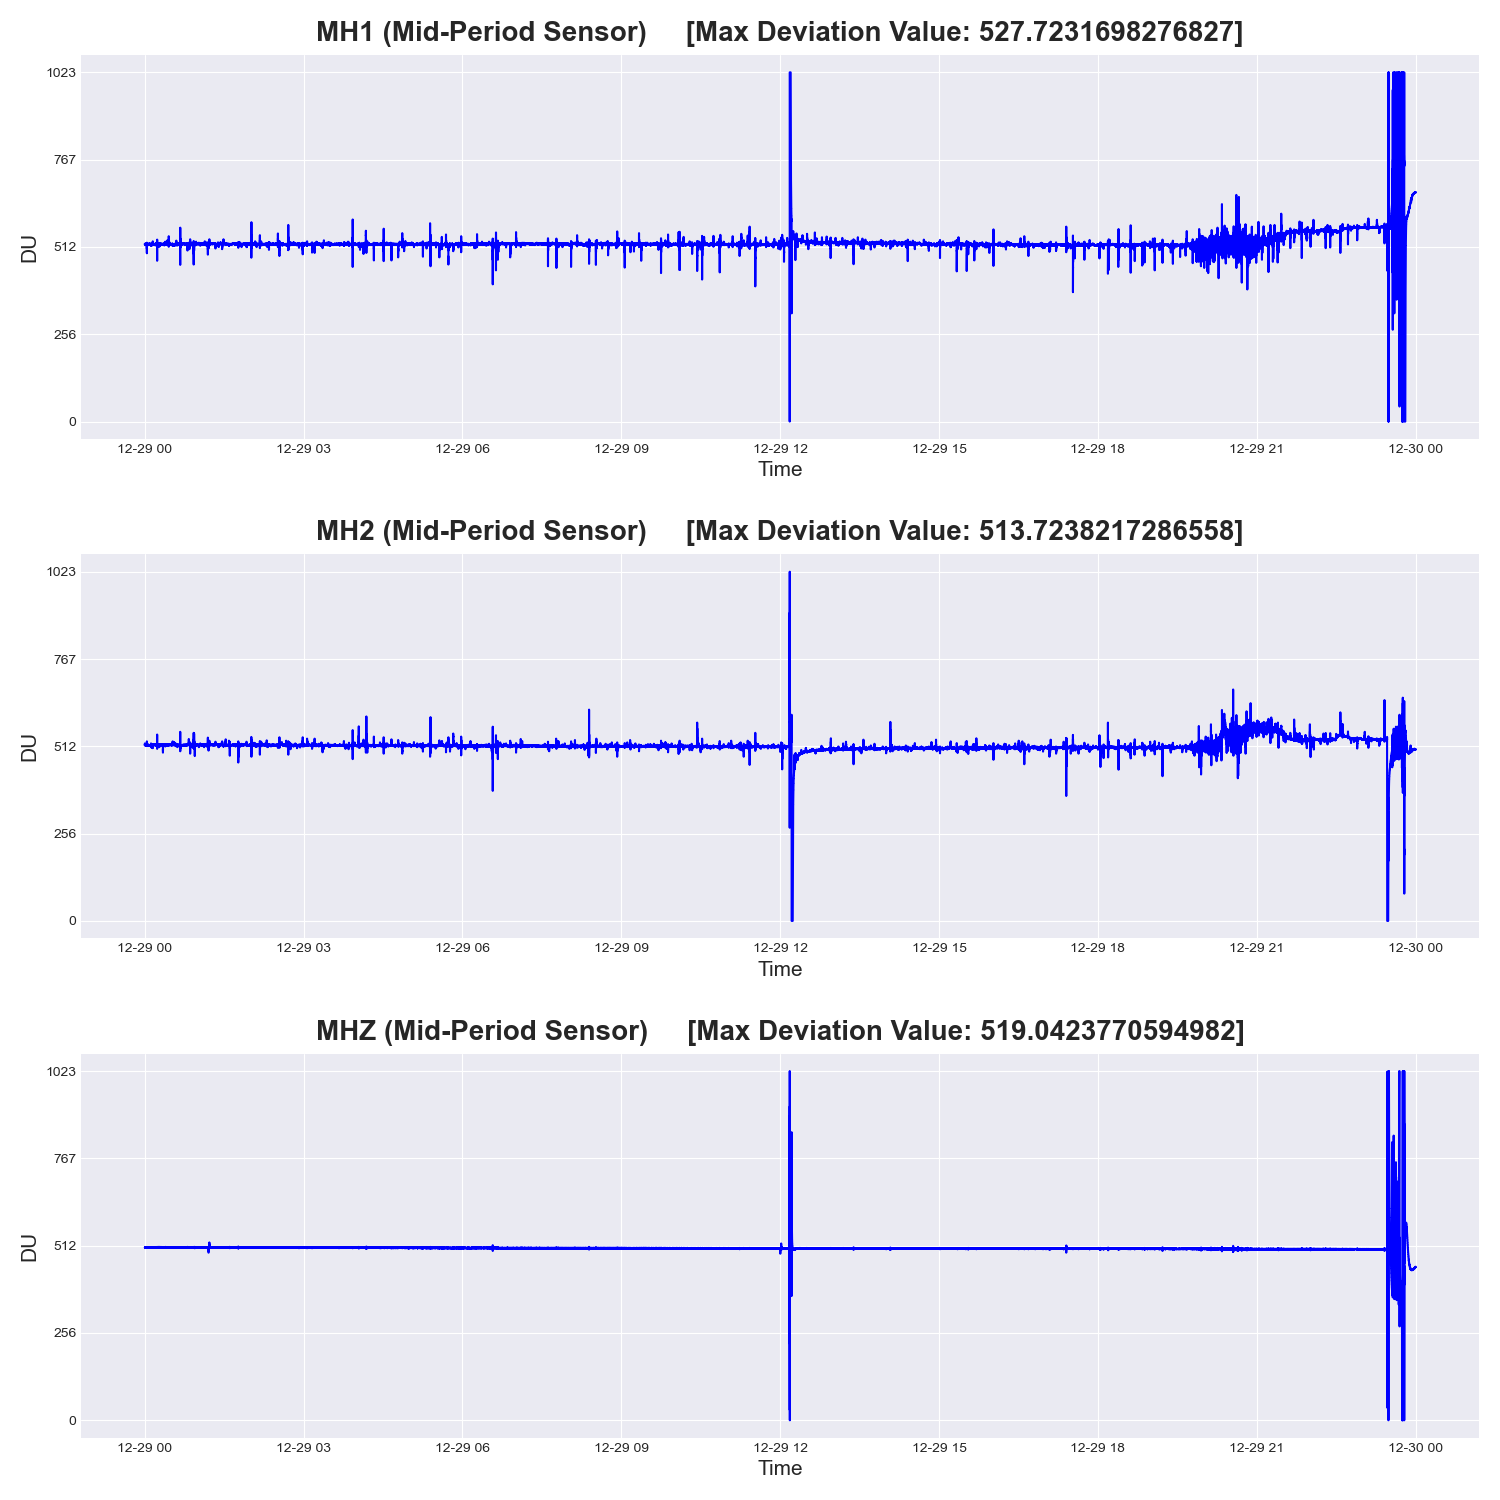 MH1 (Mid-Period Sensor) [Max Deviation Value: 527.7231698276827]
1023
767
512
256
0
DU
12-29 00 12-29 03 12-29 06 12-29 09 12-29 12 12-29 15 12-29 18 12-29 21 12-30 00
Time
MH2 (Mid-Period Sensor) [Max Deviation Value: 513.7238217286558]
1023
767
512
256
0
DU
12-29 00 12-29 03 12-29 06 12-29 09 12-29 12 12-29 15 12-29 18 12-29 21 12-30 00
Time
MHZ (Mid-Period Sensor) [Max Deviation Value: 519.0423770594982]
1023
767
512
256
0
DU
12-29 00 12-29 03 12-29 06 12-29 09 12-29 12 12-29 15 12-29 18 12-29 21 12-30 00
Time